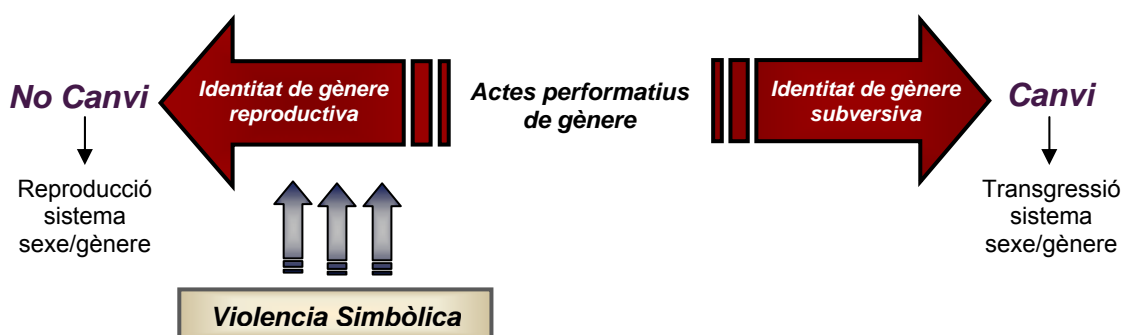 No Canvi
Identitat de gènere
reproductiva
Actes performatius
de gènere
Identitat de gènere
subversiva
Canvi
Reproducció
sistema
sexe/gènere
Transgressió
sistema
sexe/gènere
Violencia Simbòlica